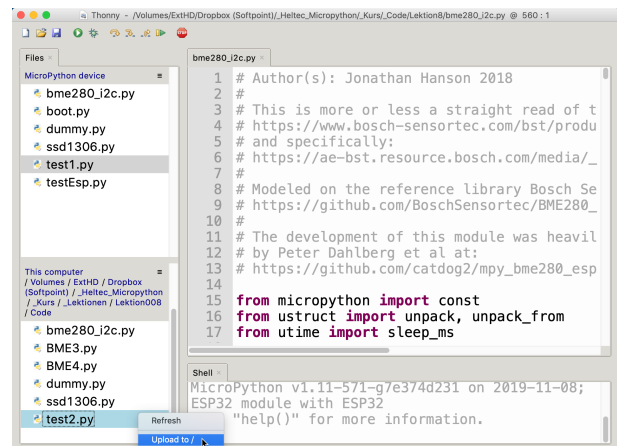 Thonny - /Volumes/ExtHD/Dropbox (Softpoint)/_Heltec_Micropython/_Kurs/_Code/Lektion8/bme280_i2c.py @ 560 : 1
Files
MicroPython device
bme280_i2c.py
boot.py
dummy.py
ssd1306.py
test1.py
testEsp.py
This computer
/ Volumes / ExtHD / Dropbox
(Softpoint) / _Heltec_Micropython
/ _Kurs / _Lektionen / Lektion008
/ Code
bme280_i2c.py
BME3.py
BME4.py
dummy.py
ssd1306.py
test2.py
Refresh
Upload to /
bme280_i2c.py
1 # Author(s): Jonathan Hanson 2018
2 #
3 # This is more or less a straight read of t
4 # https://www.bosch-sensortec.com/bst/produ
5 # and specifically:
6 # https://ae-bst.resource.bosch.com/media/_
7 #
8 # Modeled on the reference library Bosch Se
9 # https://github.com/BoschSensortec/BME280_
10 #
11 # The development of this module was heavil
12 # by Peter Dahlberg et al at:
13 # https://github.com/catdog2/mpy_bme280_esp
14
15 from micropython import const
16 from ustruct import unpack, unpack_from
17 from utime import sleep_ms
Shell
MicroPython v1.11-571-g7e374d231 on 2019-11-08;
ESP32 module with ESP32
"help()" for more information.